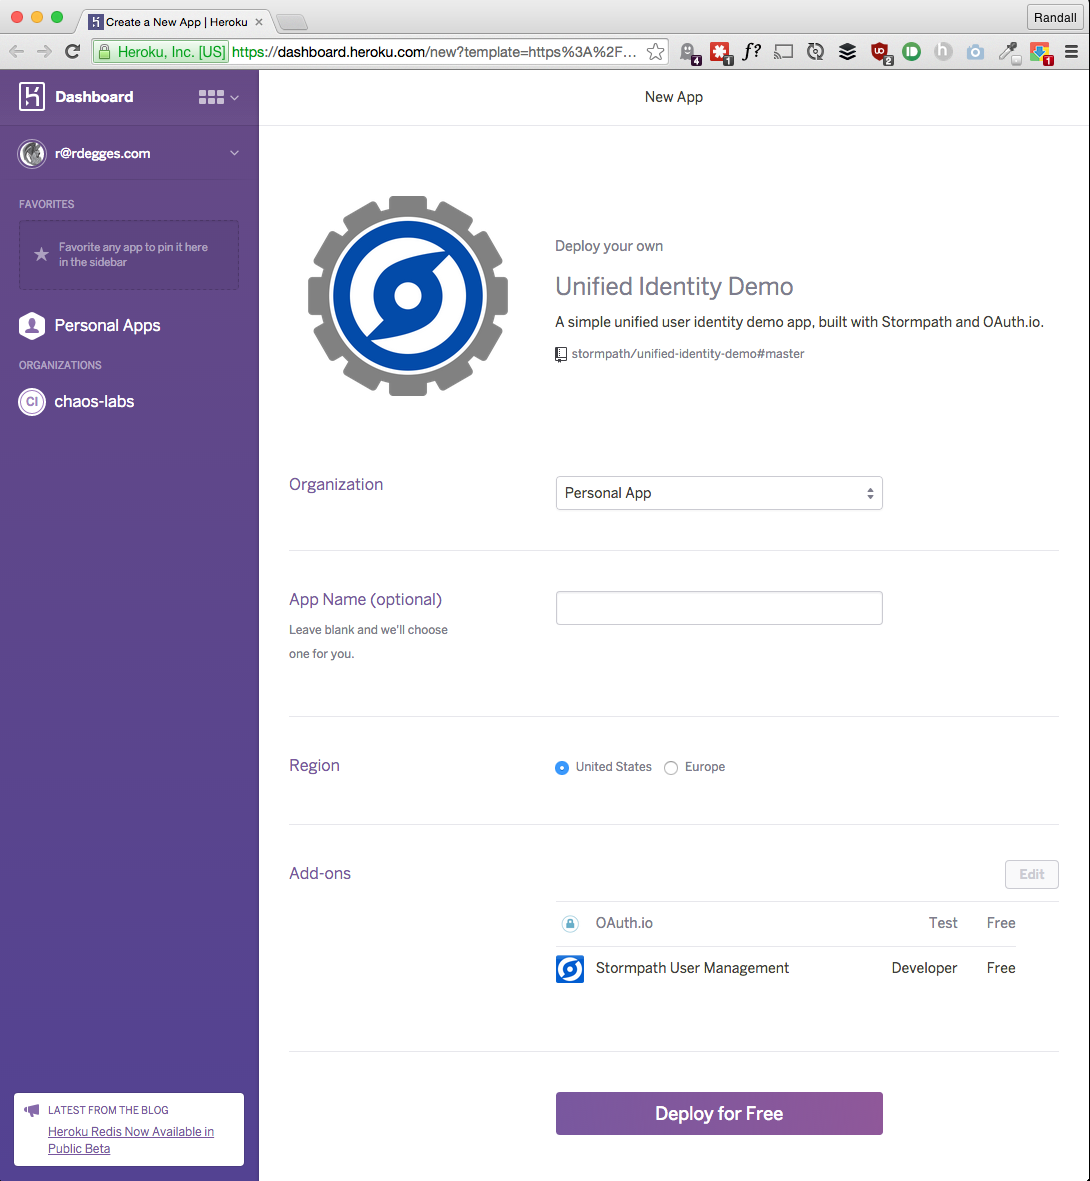 Create a New App | Heroku
Randall
Heroku, Inc. [US] https://dashboard.heroku.com/new?template=https%3A%2F...
4
1
f?
UD
2
h
1
Dashboard
New App
r@rdegges.com
FAVORITES
Favorite any app to pin it here
in the sidebar
Personal Apps
ORGANIZATIONS
CI
chaos-labs
Deploy your own
Unified Identity Demo
A simple unified user identity demo app, built with Stormpath and OAuth.io.
stormpath/unified-identity-demo#master
Organization
Personal App
App Name (optional)
Leave blank and we'll choose
one for you.
Region
United States
Europe
Add-ons
Edit
OAuth.io Test Free
Stormpath User Management Developer Free
Deploy for Free
LATEST FROM THE BLOG
Heroku Redis Now Available in
Public Beta